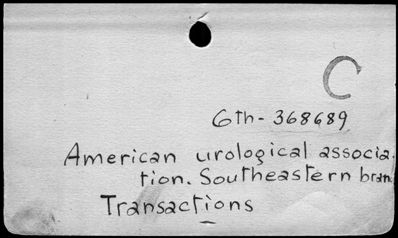 C
6th - 368689
American urological associa-
tion. Southeastern bran
Transactions